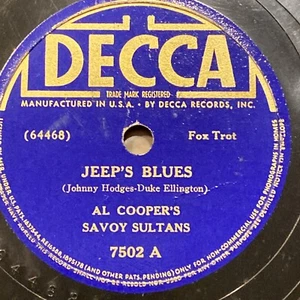 DECCA
TRADE MARK REGISTERED
MANUFACTURED IN U.S.A. · BY DECCA RECORDS, INC.
(64468) Fox Trot
JEEP'S BLUES
(Johnny Hodges-Duke Ellington)
AL COOPER'S
SAVOY SULTANS
7502 A